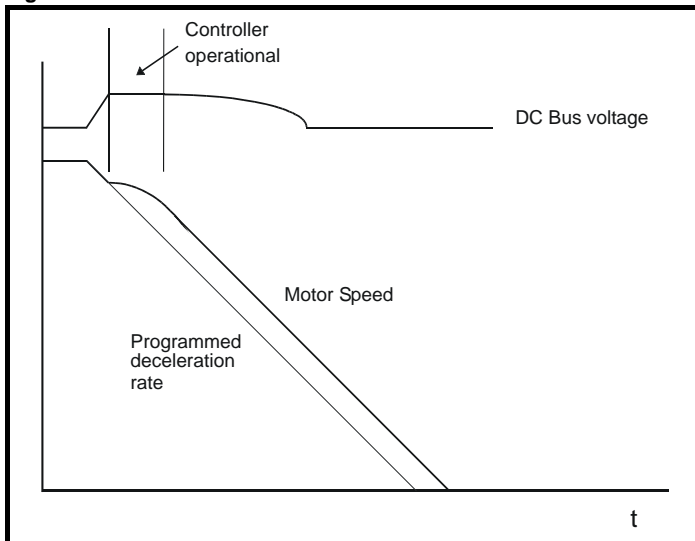 Controller
operational
DC Bus voltage
Motor Speed
Programmed
deceleration
rate
t